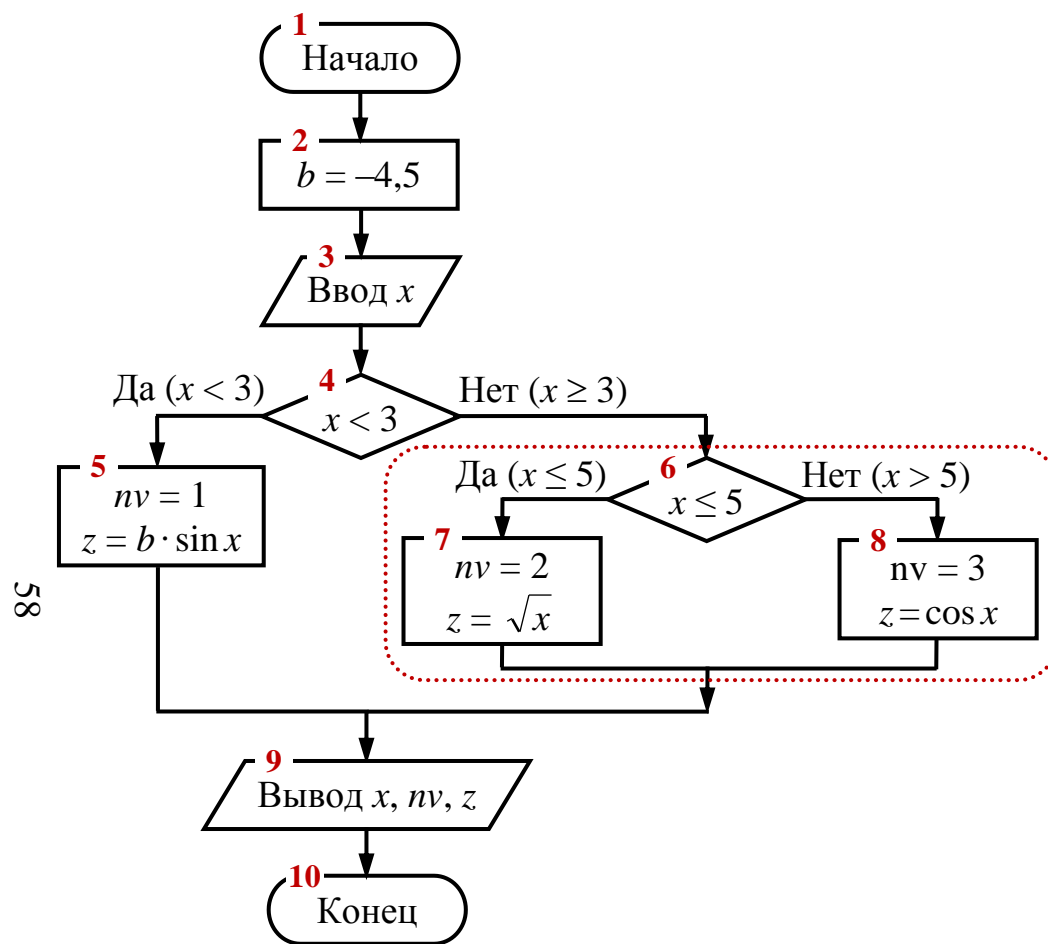 1
Начало
2
b = –4,5
3
Ввод x
Да (x < 3)
4
x < 3
Нет (x ≥ 3)
5
nv = 1
z = b · sin x
Да (x ≤ 5)
6
x ≤ 5
Нет (x > 5)
7
nv = 2
z = √x
8
nv = 3
z = cos x
58
9
Вывод x, nv, z
10
Конец